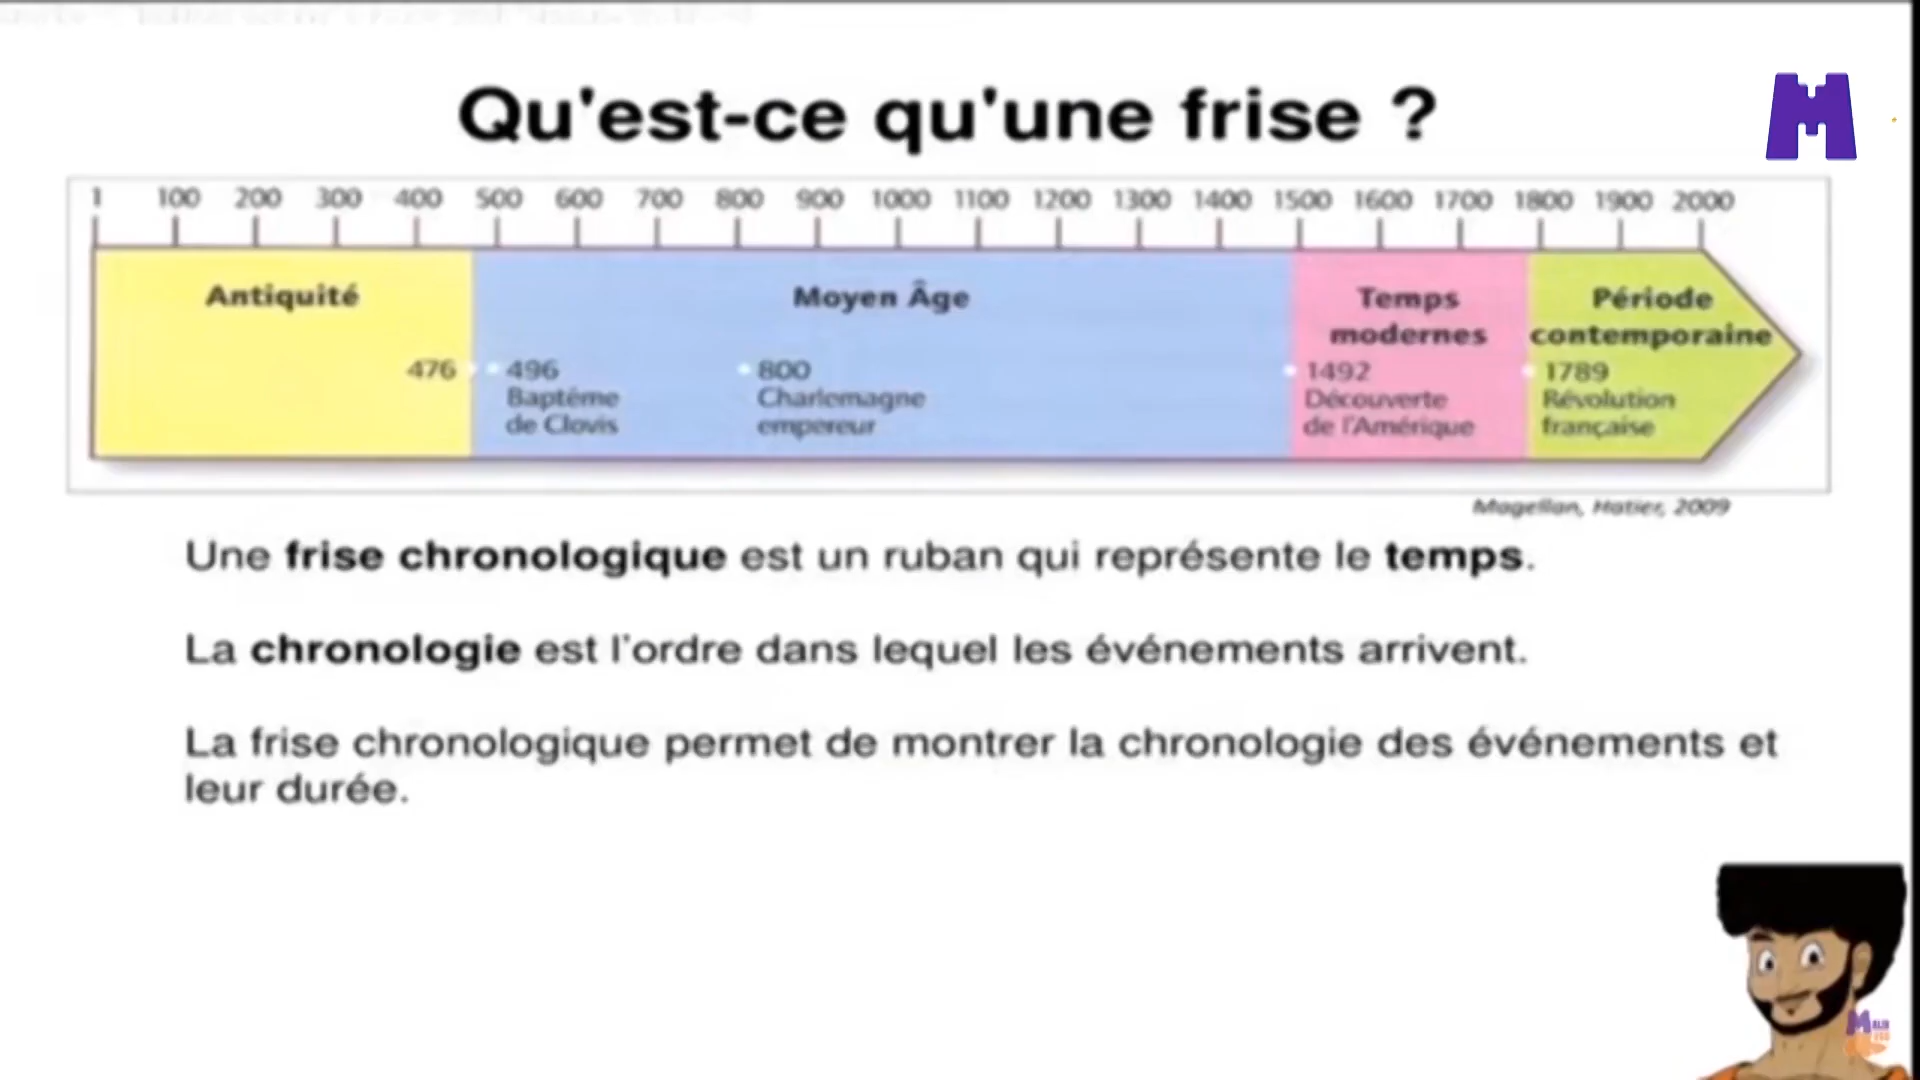 Qu'est-ce qu'une frise ?
1 100 200 300 400 500 600 700 800 900 1000 1100 1200 1300 1400 1500 1600 1700 1800 1900 2000
Antiquité
Moyen Âge
Temps
modernes
Période
contemporaine
476
496
Baptême
de Clovis
800
Charlemagne
empereur
1492
Découverte
de l'Amérique
1789
Révolution
française
Magellan, Hatier, 2009
Une frise chronologique est un ruban qui représente le temps.
La chronologie est l'ordre dans lequel les événements arrivent.
La frise chronologique permet de montrer la chronologie des événements et
leur durée.
M